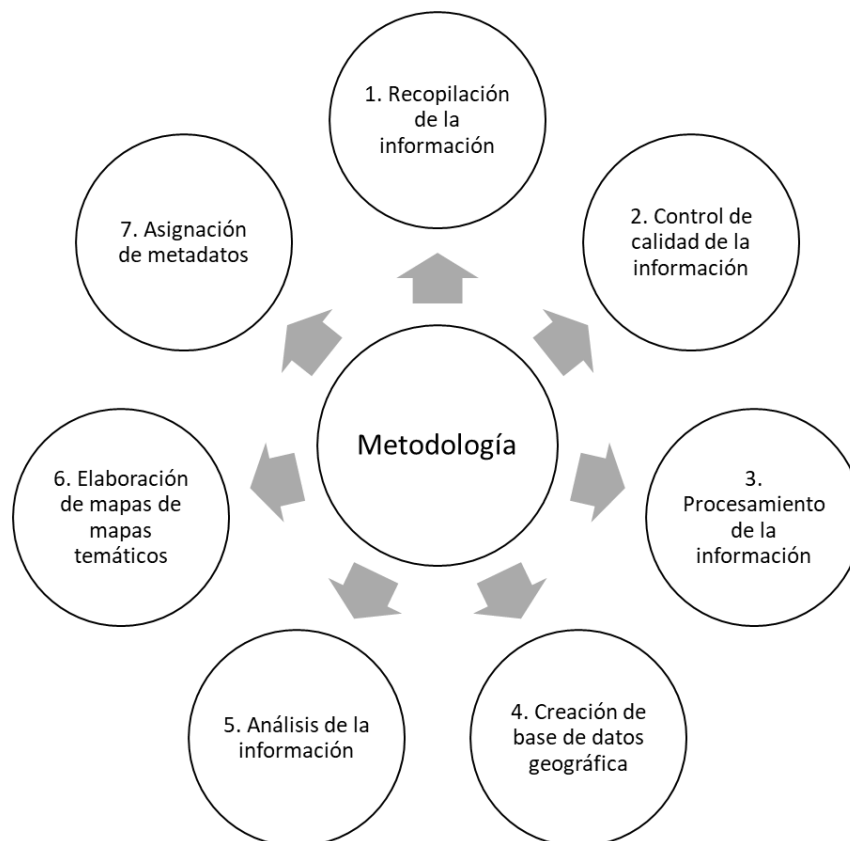 1. Recopilación
de la
información
2. Control de
calidad de la
información
3.
Procesamiento
de la
información
4. Creación de
base de datos
geográfica
5. Análisis de la
información
6. Elaboración
de mapas de
mapas
temáticos
7. Asignación
de metadatos
Metodología